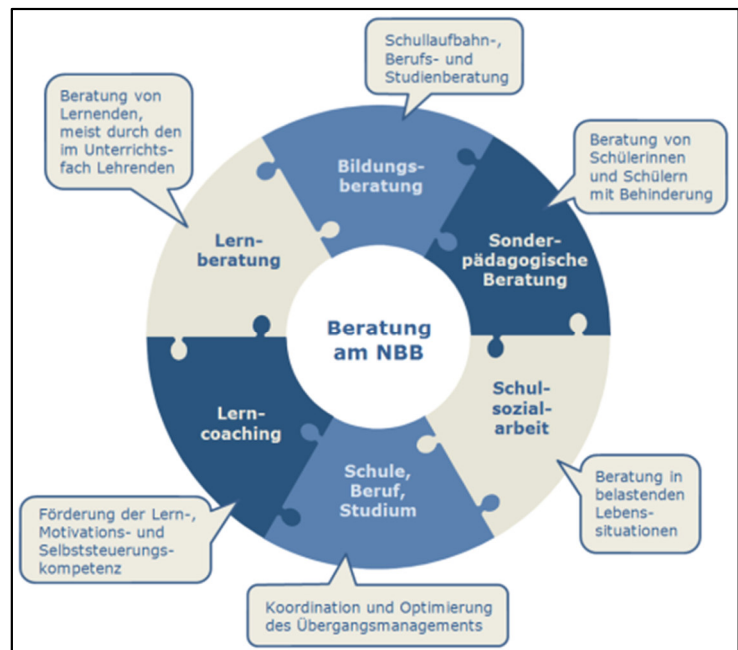 Schullaufbahn-,
Berufs- und
Studienberatung
Beratung von
Lernenden,
meist durch den
im Unterrichts-
fach Lehrenden
Beratung von
Schülerinnen
und Schülern
mit Behinderung
Bildungs-
beratung
Lern-
beratung
Sonder-
pädagogische
Beratung
Beratung
am NBB
Lern-
coaching
Schul-
sozial-
arbeit
Schule,
Beruf,
Studium
Beratung in
belastenden
Lebens-
situationen
Förderung der Lern-,
Motivations- und
Selbststeuerungs-
kompetenz
Koordination und Optimierung
des Übergangsmanagements